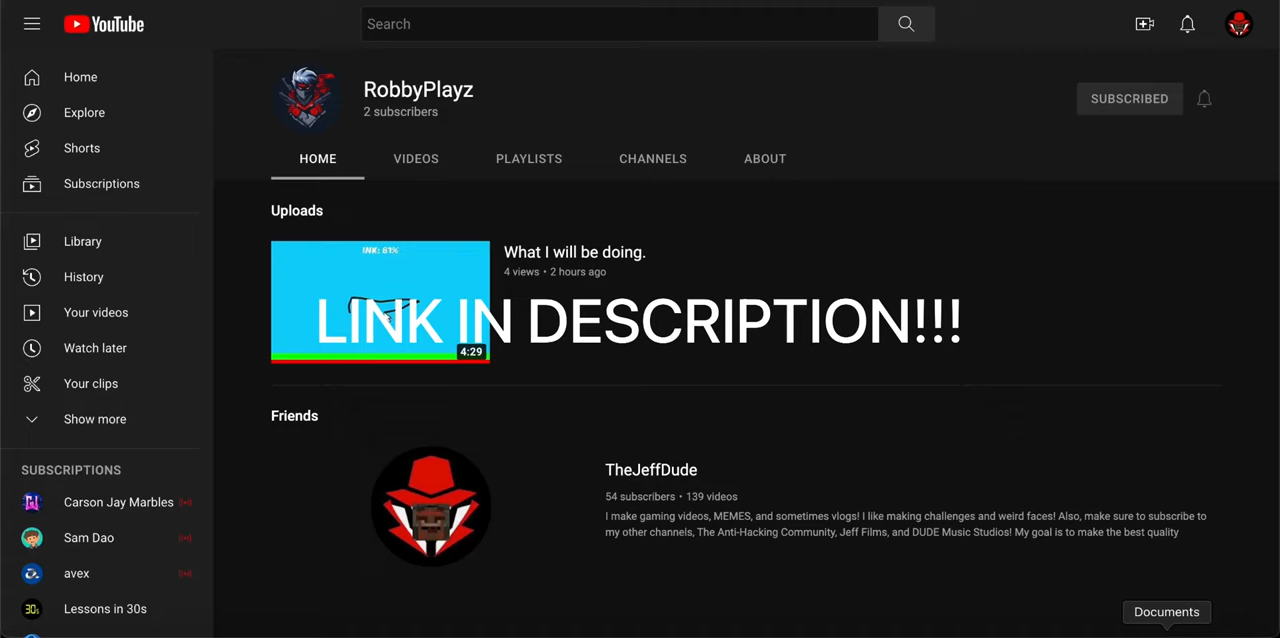 YouTube
Search
Home
Explore
Shorts
Subscriptions
Library
History
Your videos
Watch later
Your clips
Show more
SUBSCRIPTIONS
Carson Jay Marbles
Sam Dao
avex
30s
Lessons in 30s
RobbyPlayz
2 subscribers
SUBSCRIBED
HOME VIDEOS PLAYLISTS CHANNELS ABOUT
Uploads
INK: 61%
4:29
What I will be doing.
4 views • 2 hours ago
LINK IN DESCRIPTION!!!
Friends
TheJeffDude
54 subscribers • 139 videos
I make gaming videos, MEMES, and sometimes vlogs! I like making challenges and weird faces! Also, make sure to subscribe to
my other channels, The Anti-Hacking Community, Jeff Films, and DUDE Music Studios! My goal is to make the best quality
Documents